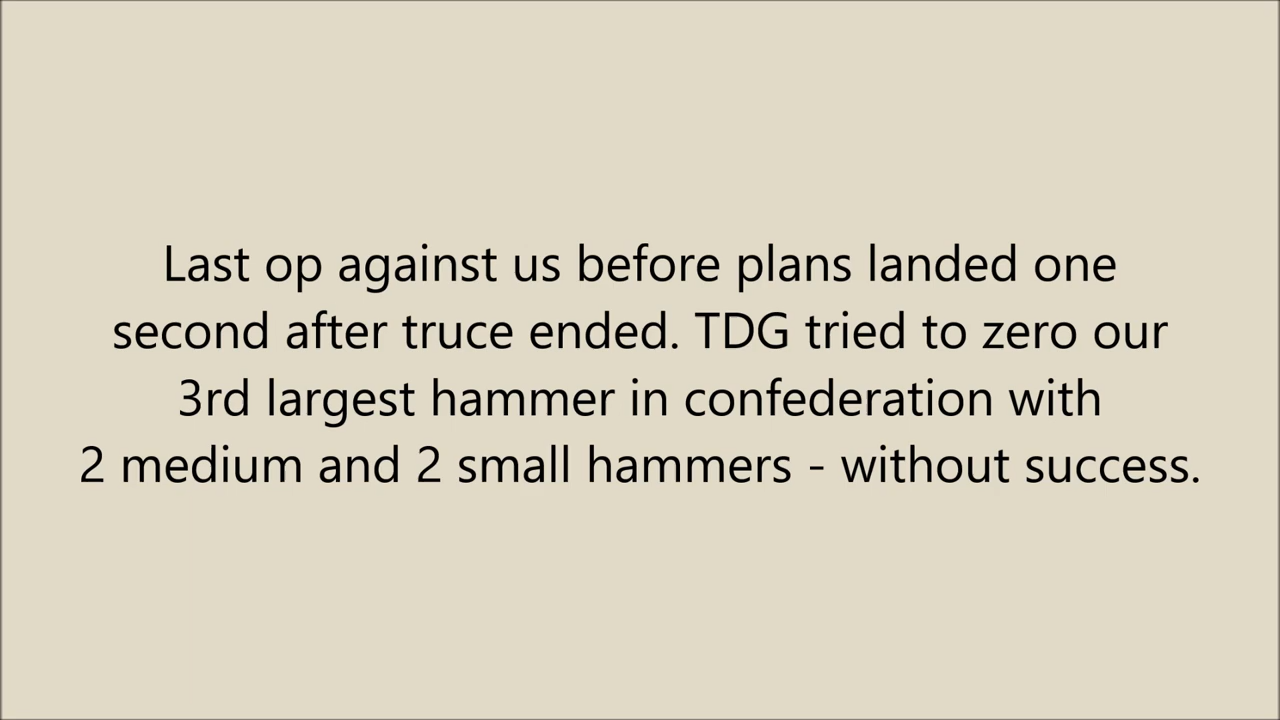 Last op against us before plans landed one
second after truce ended. TDG tried to zero our
3rd largest hammer in confederation with
2 medium and 2 small hammers - without success.